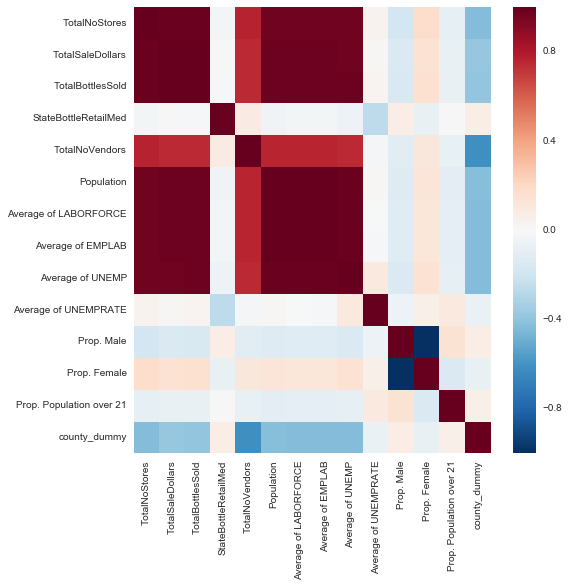 TotalNoStores
TotalSaleDollars
TotalBottlesSold
StateBottleRetailMed
TotalNoVendors
Population
Average of LABORFORCE
Average of EMPLAB
Average of UNEMP
Average of UNEMPRATE
Prop. Male
Prop. Female
Prop. Population over 21
county_dummy
0.8
0.4
0.0
−0.4
−0.8
TotalNoStores
TotalSaleDollars
TotalBottlesSold
StateBottleRetailMed
TotalNoVendors
Population
Average of LABORFORCE
Average of EMPLAB
Average of UNEMP
Average of UNEMPRATE
Prop. Male
Prop. Female
Prop. Population over 21
county_dummy